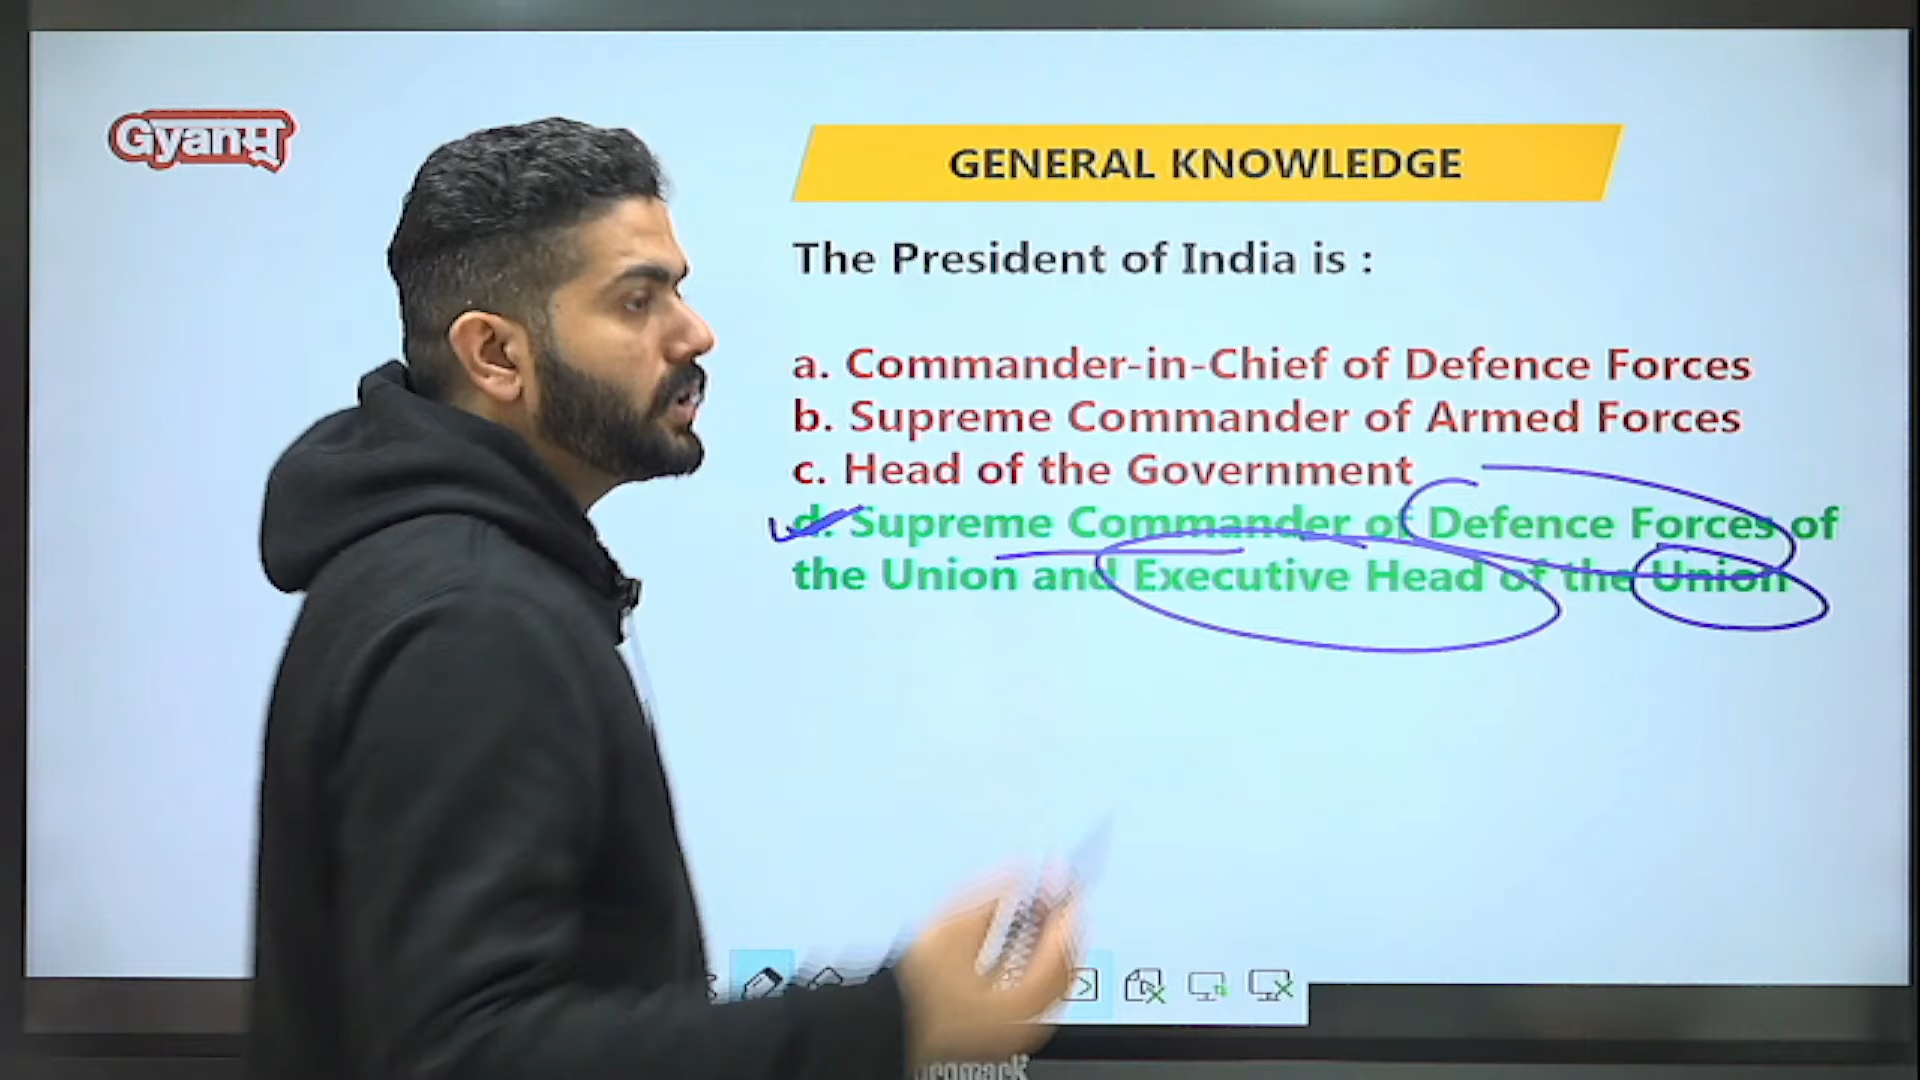 Gyanम्
GENERAL KNOWLEDGE
The President of India is :
a. Commander-in-Chief of Defence Forces
b. Supreme Commander of Armed Forces
c. Head of the Government
d. Supreme Commander of Defence Forces of
the Union and Executive Head of the Union